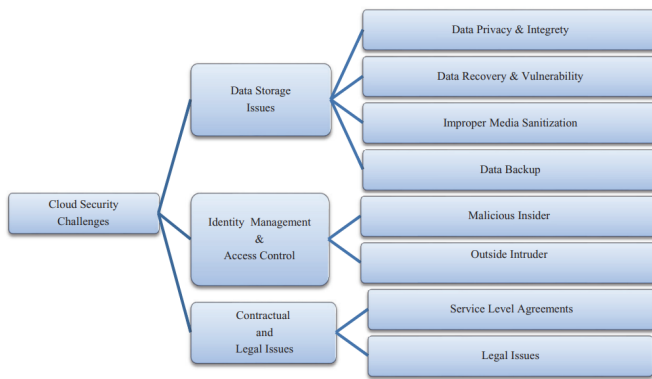 Cloud Security
Challenges
Data Storage
Issues
Data Privacy & Integrety
Data Recovery & Vulnerability
Improper Media Sanitization
Data Backup
Identity Management
&
Access Control
Malicious Insider
Outside Intruder
Contractual
and
Legal Issues
Service Level Agreements
Legal Issues